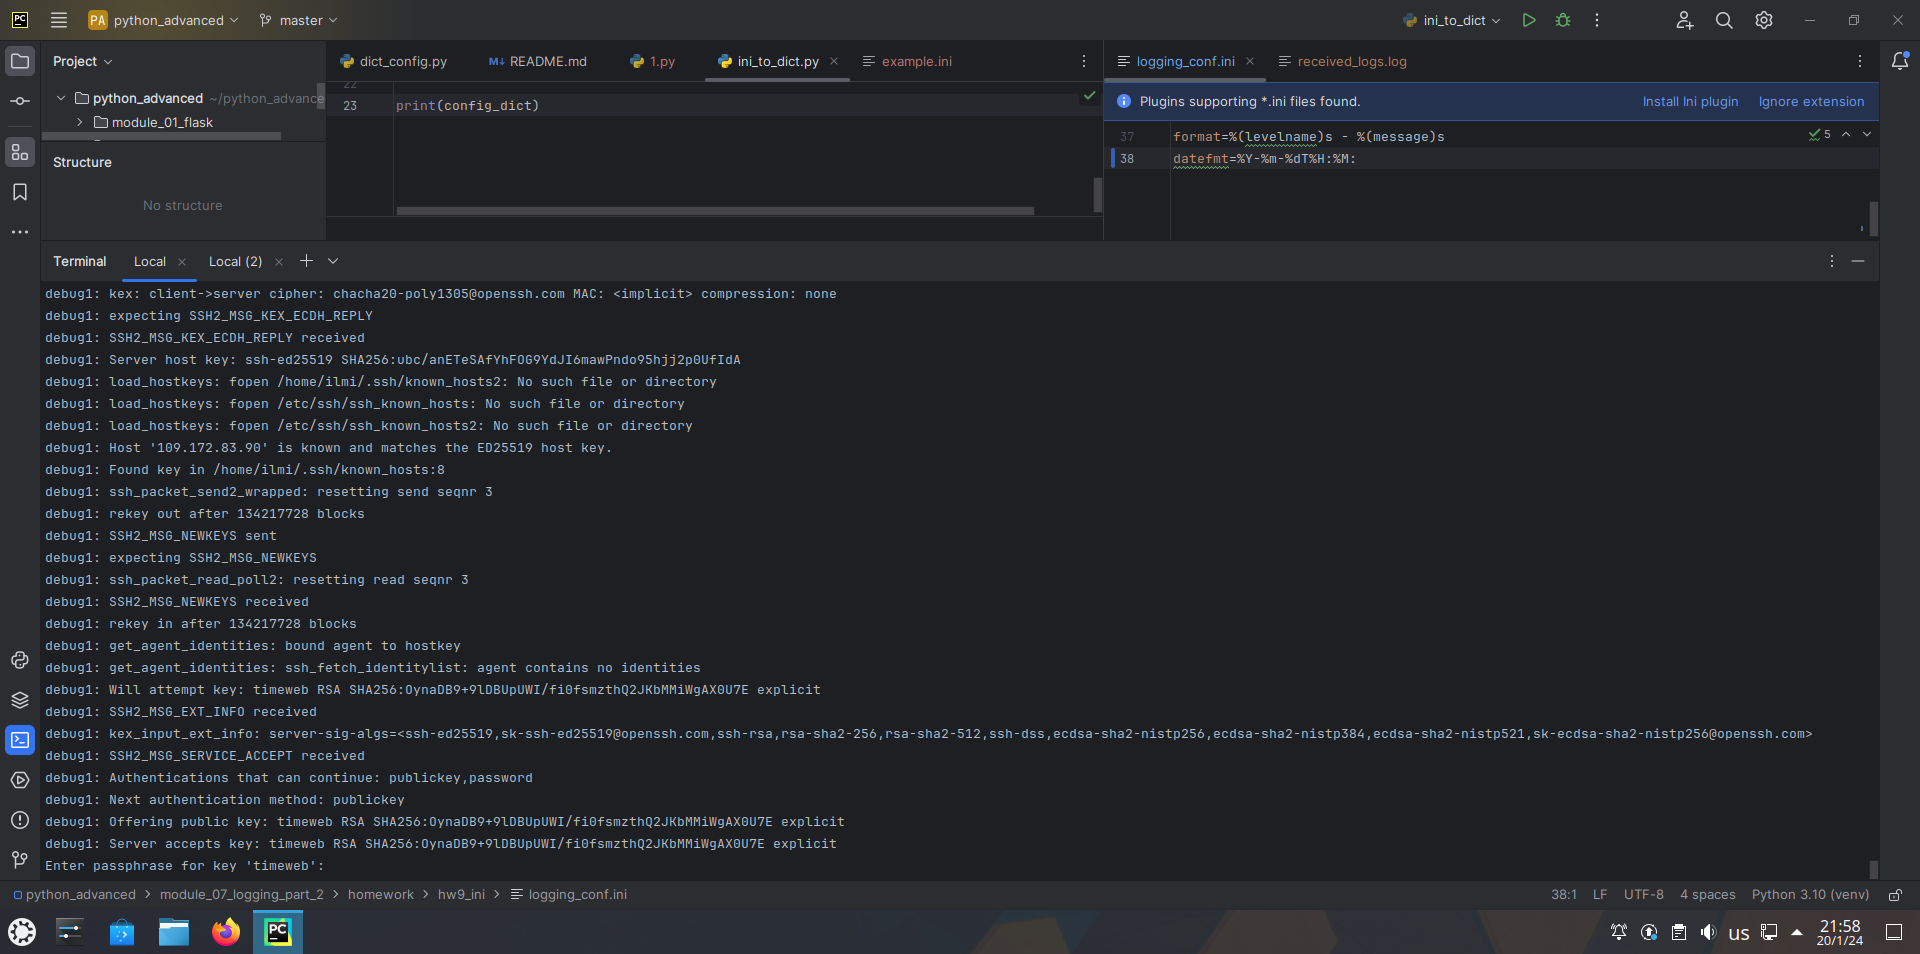 PC
PA python_advanced
master
ini_to_dict
Project
python_advanced ~/python_advance
module_01_flask
Structure
No structure
dict_config.py
M↓ README.md
1.py
ini_to_dict.py
example.ini
22
23 print(config_dict)
logging_conf.ini
received_logs.log
Plugins supporting *.ini files found.
Install Ini plugin
Ignore extension
37 format=%(levelname)s - %(message)s
5
38 datefmt=%Y-%m-%dT%H:%M:
Terminal
Local
Local (2)
debug1: kex: client->server cipher: chacha20-poly1305@openssh.com MAC: <implicit> compression: none
debug1: expecting SSH2_MSG_KEX_ECDH_REPLY
debug1: SSH2_MSG_KEX_ECDH_REPLY received
debug1: Server host key: ssh-ed25519 SHA256:ubc/anETeSAfYhFOG9YdJI6mawPndo95hjj2p0UfIdA
debug1: load_hostkeys: fopen /home/ilmi/.ssh/known_hosts2: No such file or directory
debug1: load_hostkeys: fopen /etc/ssh/ssh_known_hosts: No such file or directory
debug1: load_hostkeys: fopen /etc/ssh/ssh_known_hosts2: No such file or directory
debug1: Host '109.172.83.90' is known and matches the ED25519 host key.
debug1: Found key in /home/ilmi/.ssh/known_hosts:8
debug1: ssh_packet_send2_wrapped: resetting send seqnr 3
debug1: rekey out after 134217728 blocks
debug1: SSH2_MSG_NEWKEYS sent
debug1: expecting SSH2_MSG_NEWKEYS
debug1: ssh_packet_read_poll2: resetting read seqnr 3
debug1: SSH2_MSG_NEWKEYS received
debug1: rekey in after 134217728 blocks
debug1: get_agent_identities: bound agent to hostkey
debug1: get_agent_identities: ssh_fetch_identitylist: agent contains no identities
debug1: Will attempt key: timeweb RSA SHA256:OynaDB9+9lDBUpUWI/fi0fsmzthQ2JKbMMiWgAX0U7E explicit
debug1: SSH2_MSG_EXT_INFO received
debug1: kex_input_ext_info: server-sig-algs=<ssh-ed25519,sk-ssh-ed25519@openssh.com,ssh-rsa,rsa-sha2-256,rsa-sha2-512,ssh-dss,ecdsa-sha2-nistp256,ecdsa-sha2-nistp384,ecdsa-sha2-nistp521,sk-ecdsa-sha2-nistp256@openssh.com>
debug1: SSH2_MSG_SERVICE_ACCEPT received
debug1: Authentications that can continue: publickey,password
debug1: Next authentication method: publickey
debug1: Offering public key: timeweb RSA SHA256:OynaDB9+9lDBUpUWI/fi0fsmzthQ2JKbMMiWgAX0U7E explicit
debug1: Server accepts key: timeweb RSA SHA256:OynaDB9+9lDBUpUWI/fi0fsmzthQ2JKbMMiWgAX0U7E explicit
Enter passphrase for key 'timeweb':
python_advanced > module_07_logging_part_2 > homework > hw9_ini > logging_conf.ini
38:1 LF UTF-8 4 spaces Python 3.10 (venv)
PC
us
21:58
20/1/24